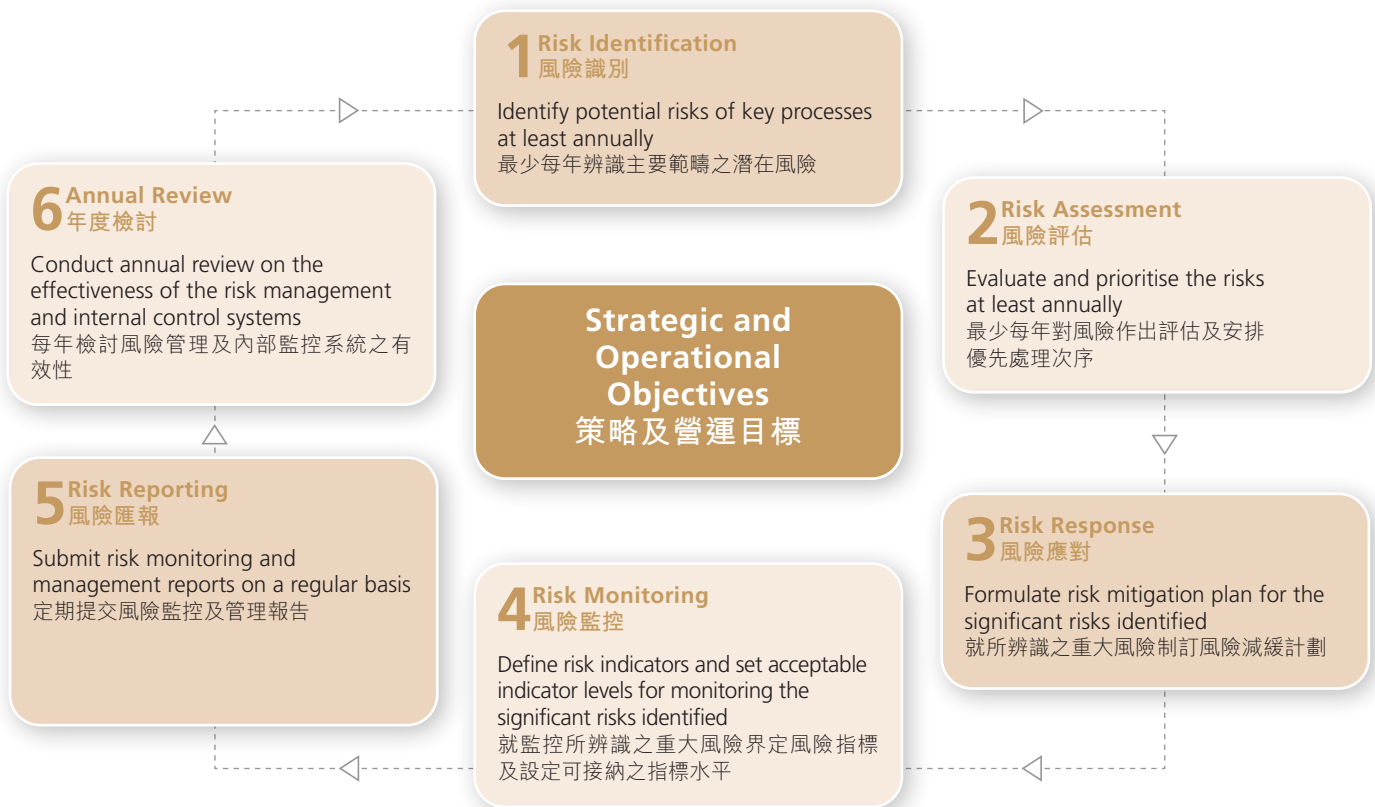 1
Risk Identification
風險識別
Identify potential risks of key processes
at least annually
最少每年辨識主要範疇之潛在風險
2
Risk Assessment
風險評估
Evaluate and prioritise the risks
at least annually
最少每年對風險作出評估及安排
優先處理次序
3
Risk Response
風險應對
Formulate risk mitigation plan for the
significant risks identified
就所辨識之重大風險制訂風險減緩計劃
4
Risk Monitoring
風險監控
Define risk indicators and set acceptable
indicator levels for monitoring the
significant risks identified
就監控所辨識之重大風險界定風險指標
及設定可接納之指標水平
5
Risk Reporting
風險匯報
Submit risk monitoring and
management reports on a regular basis
定期提交風險監控及管理報告
6
Annual Review
年度檢討
Conduct annual review on the
effectiveness of the risk management
and internal control systems
每年檢討風險管理及內部監控系統之有
效性
Strategic and
Operational
Objectives
策略及營運目標